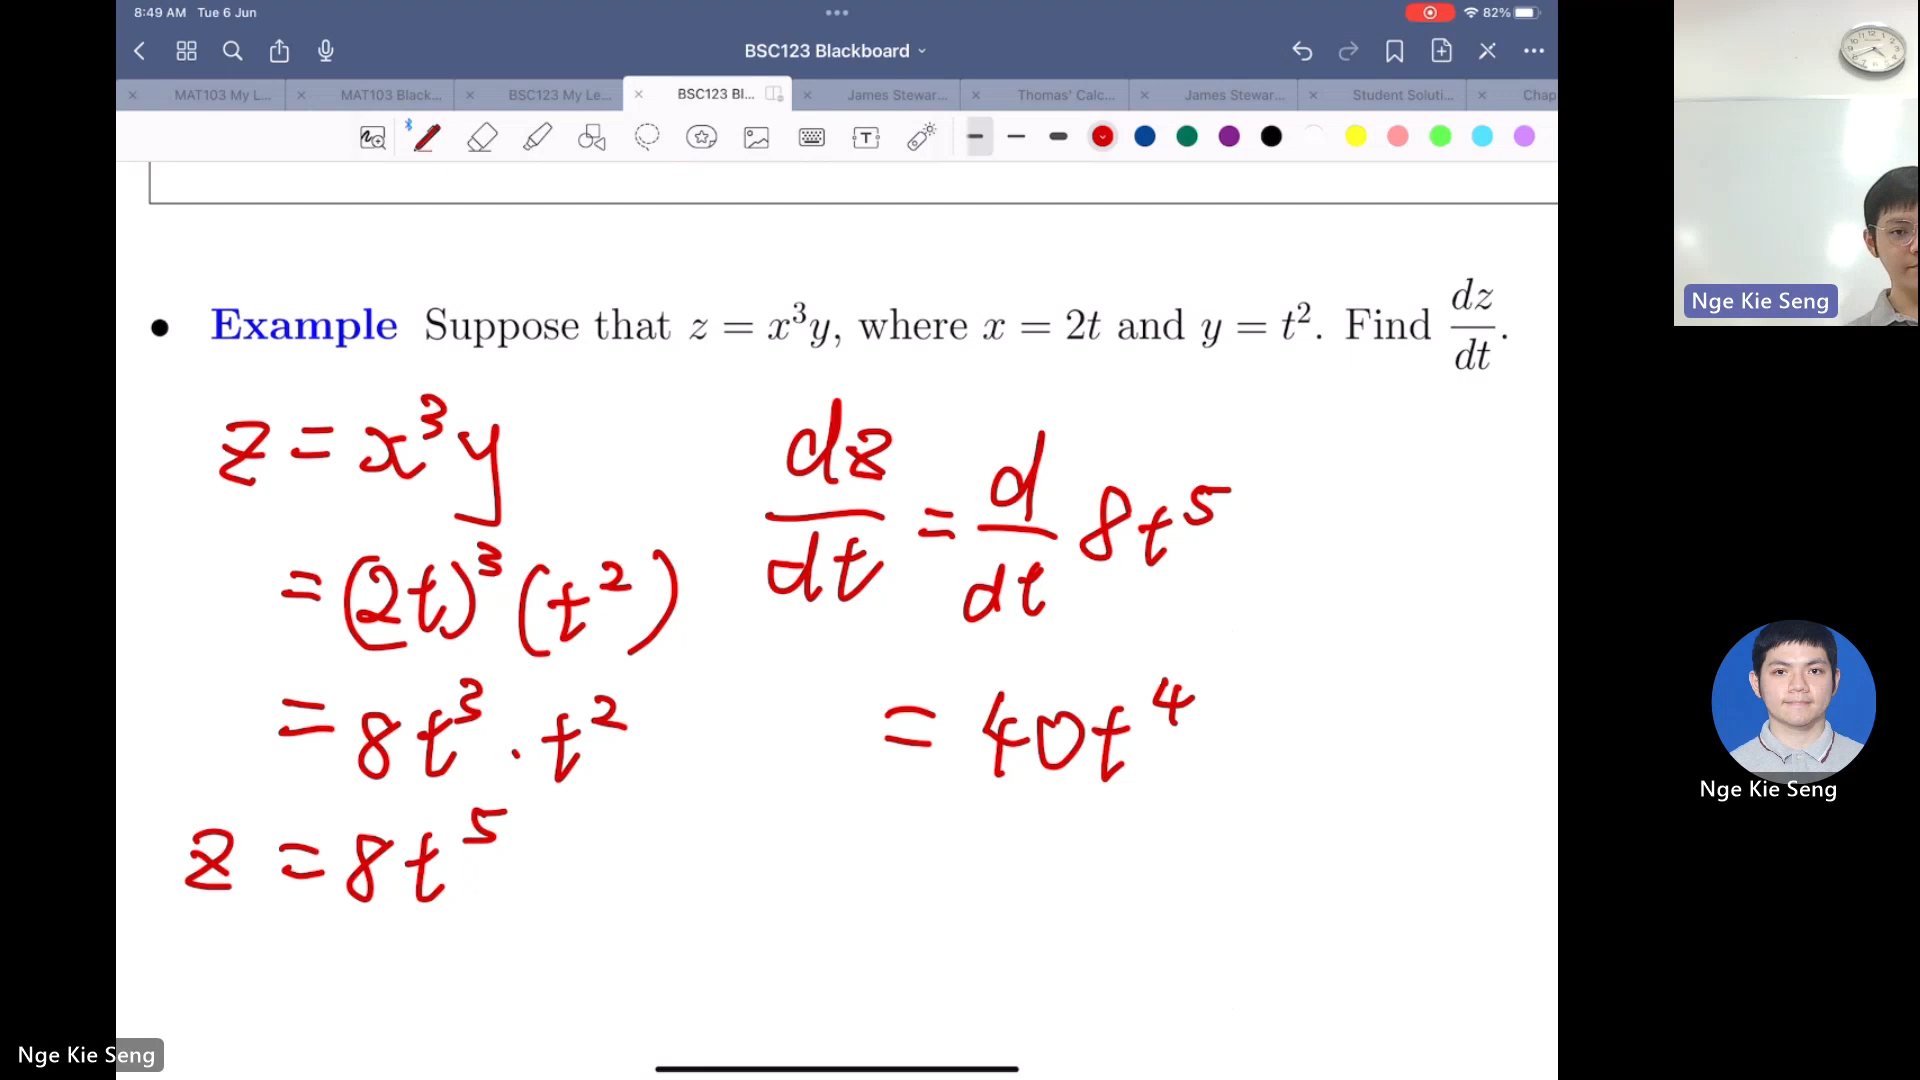 8:49 AM Tue 6 Jun
82%
BSC123 Blackboard
MAT103 My L...
MAT103 Black...
BSC123 My Le...
BSC123 Bl...
James Stewar...
Thomas' Calc...
James Stewar...
Student Soluti...
Chap
• Example Suppose that z = x³y, where x = 2t and y = t². Find dz/dt.
z = x³y
= (2t)³ (t²)
= 8t³ · t²
z = 8t⁵
dz/dt = d/dt 8t⁵
= 40t⁴
Nge Kie Seng
Nge Kie Seng
Nge Kie Seng